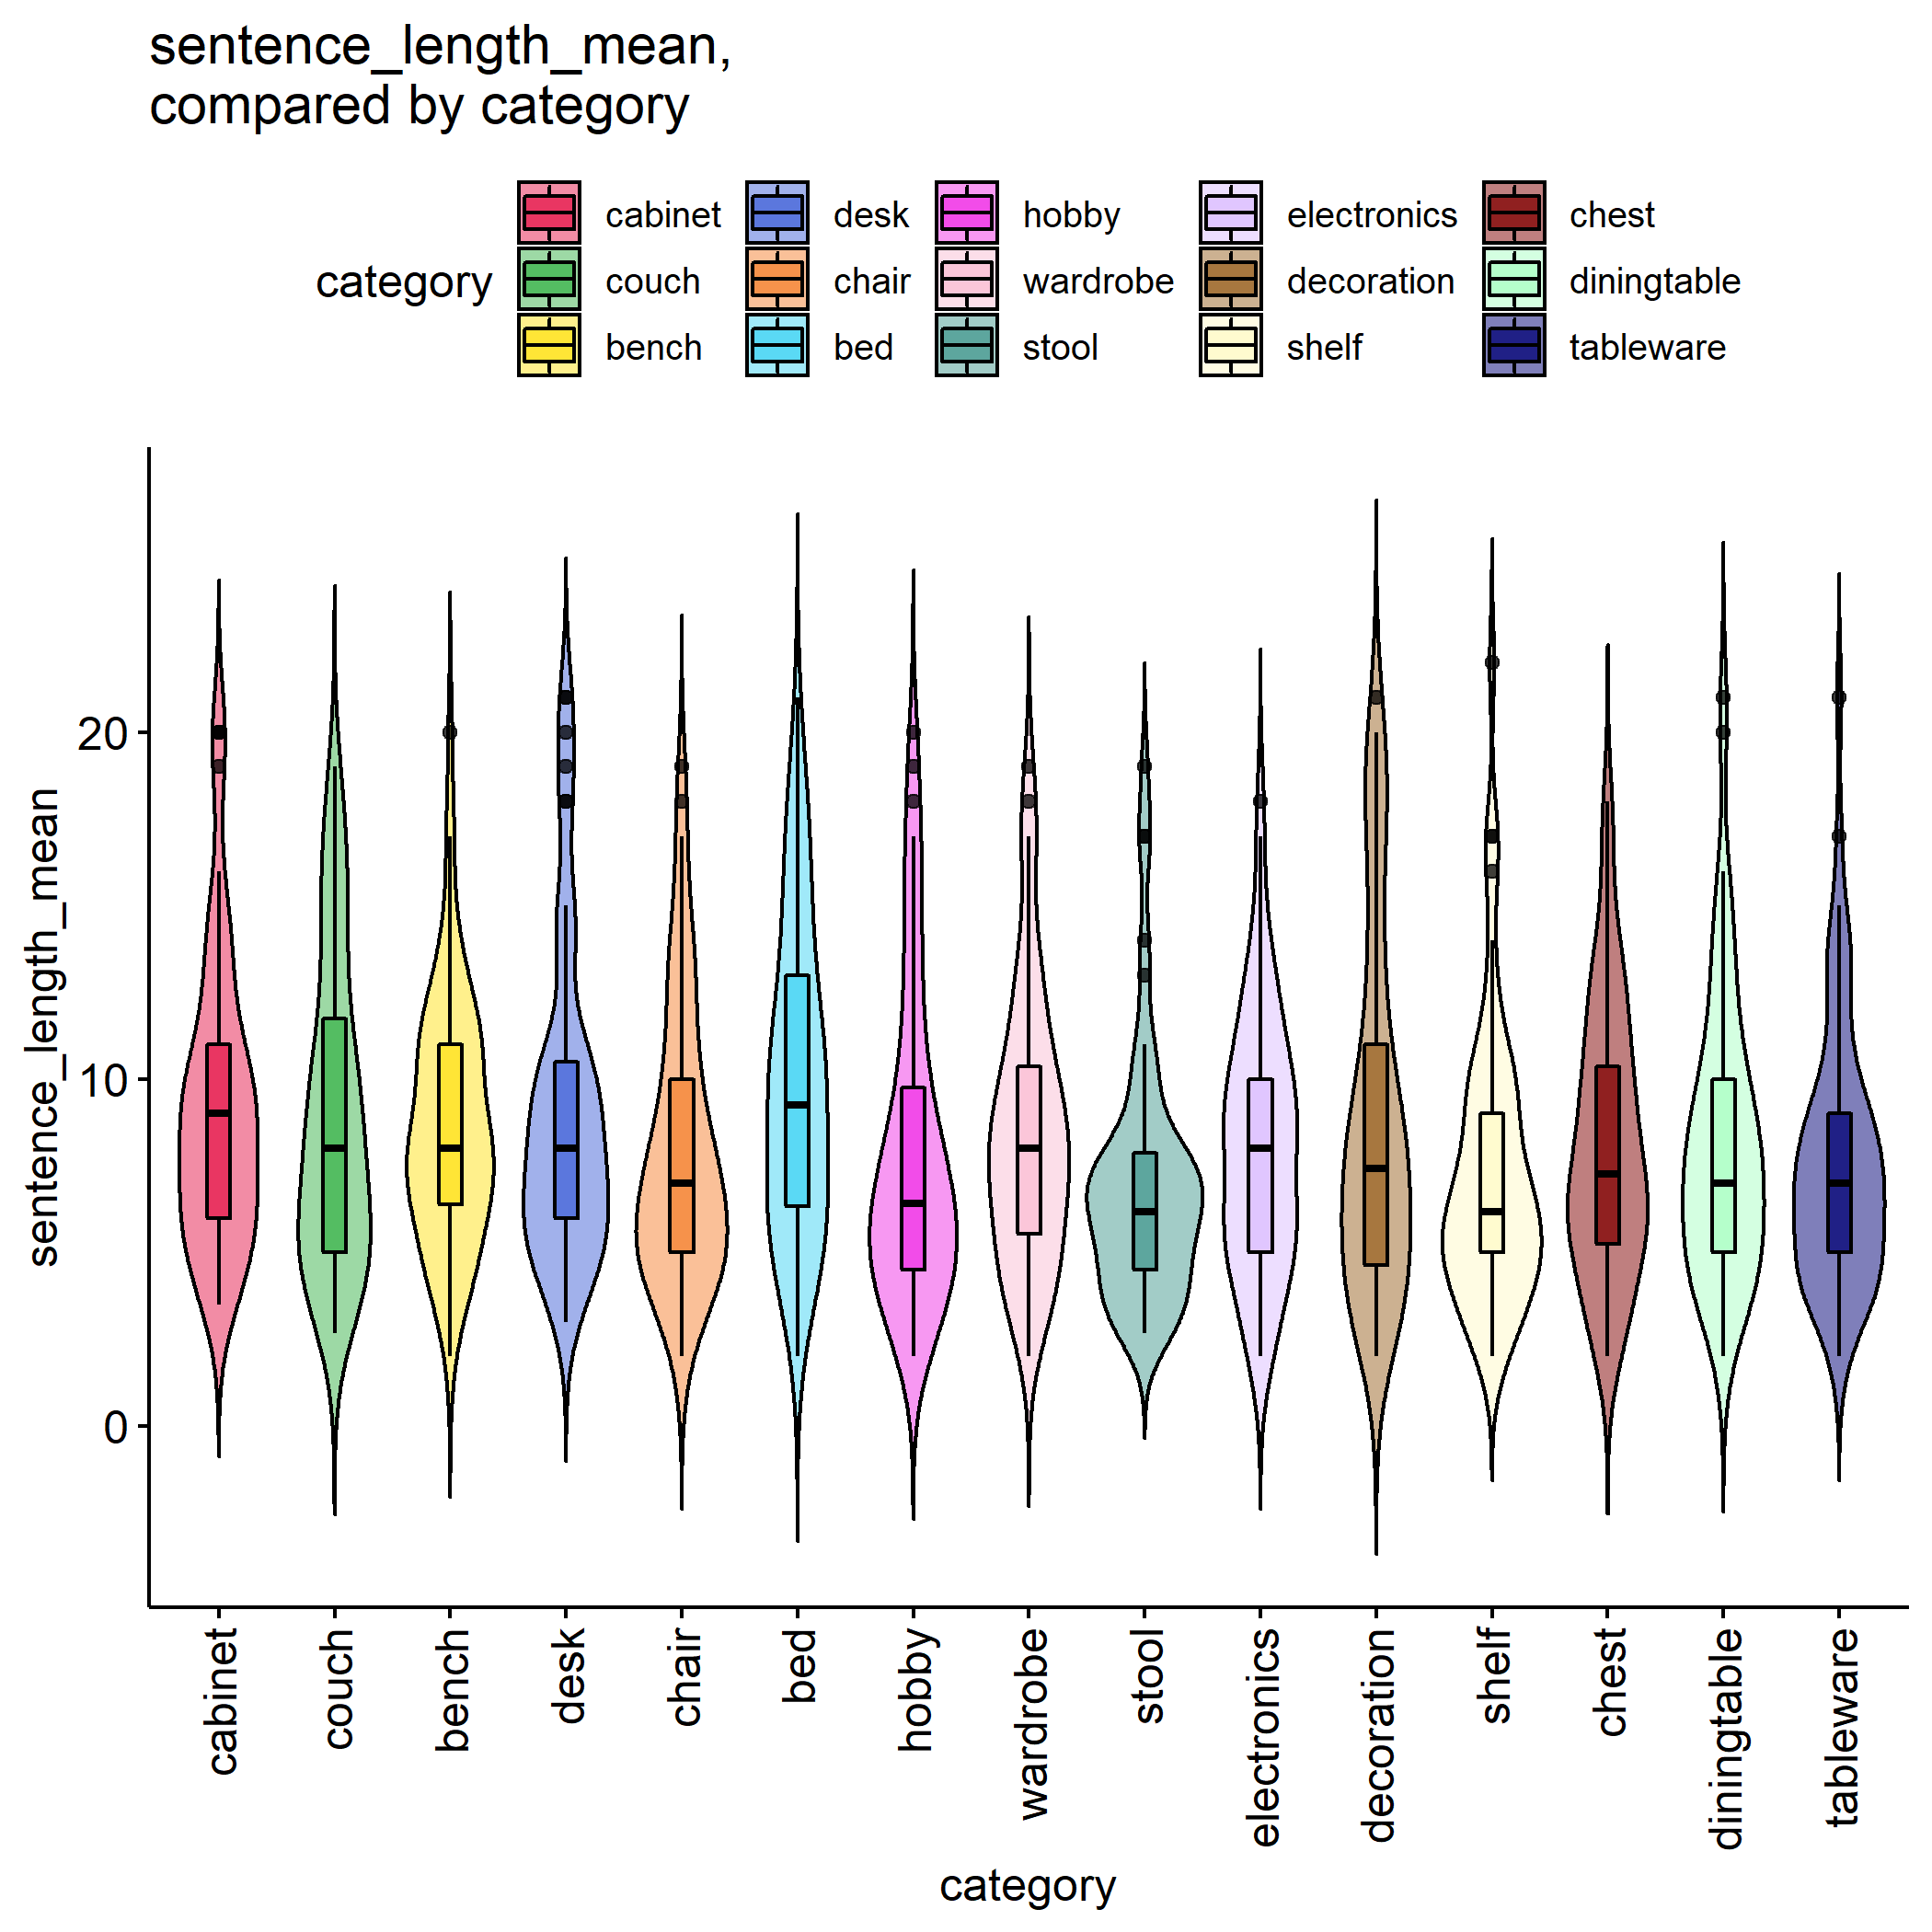 sentence_length_mean,
compared by category
category
cabinet
desk
hobby
electronics
chest
couch
chair
wardrobe
decoration
diningtable
bench
bed
stool
shelf
tableware
sentence_length_mean
20
10
0
cabinet
couch
bench
desk
chair
bed
hobby
wardrobe
stool
electronics
decoration
shelf
chest
diningtable
tableware
category